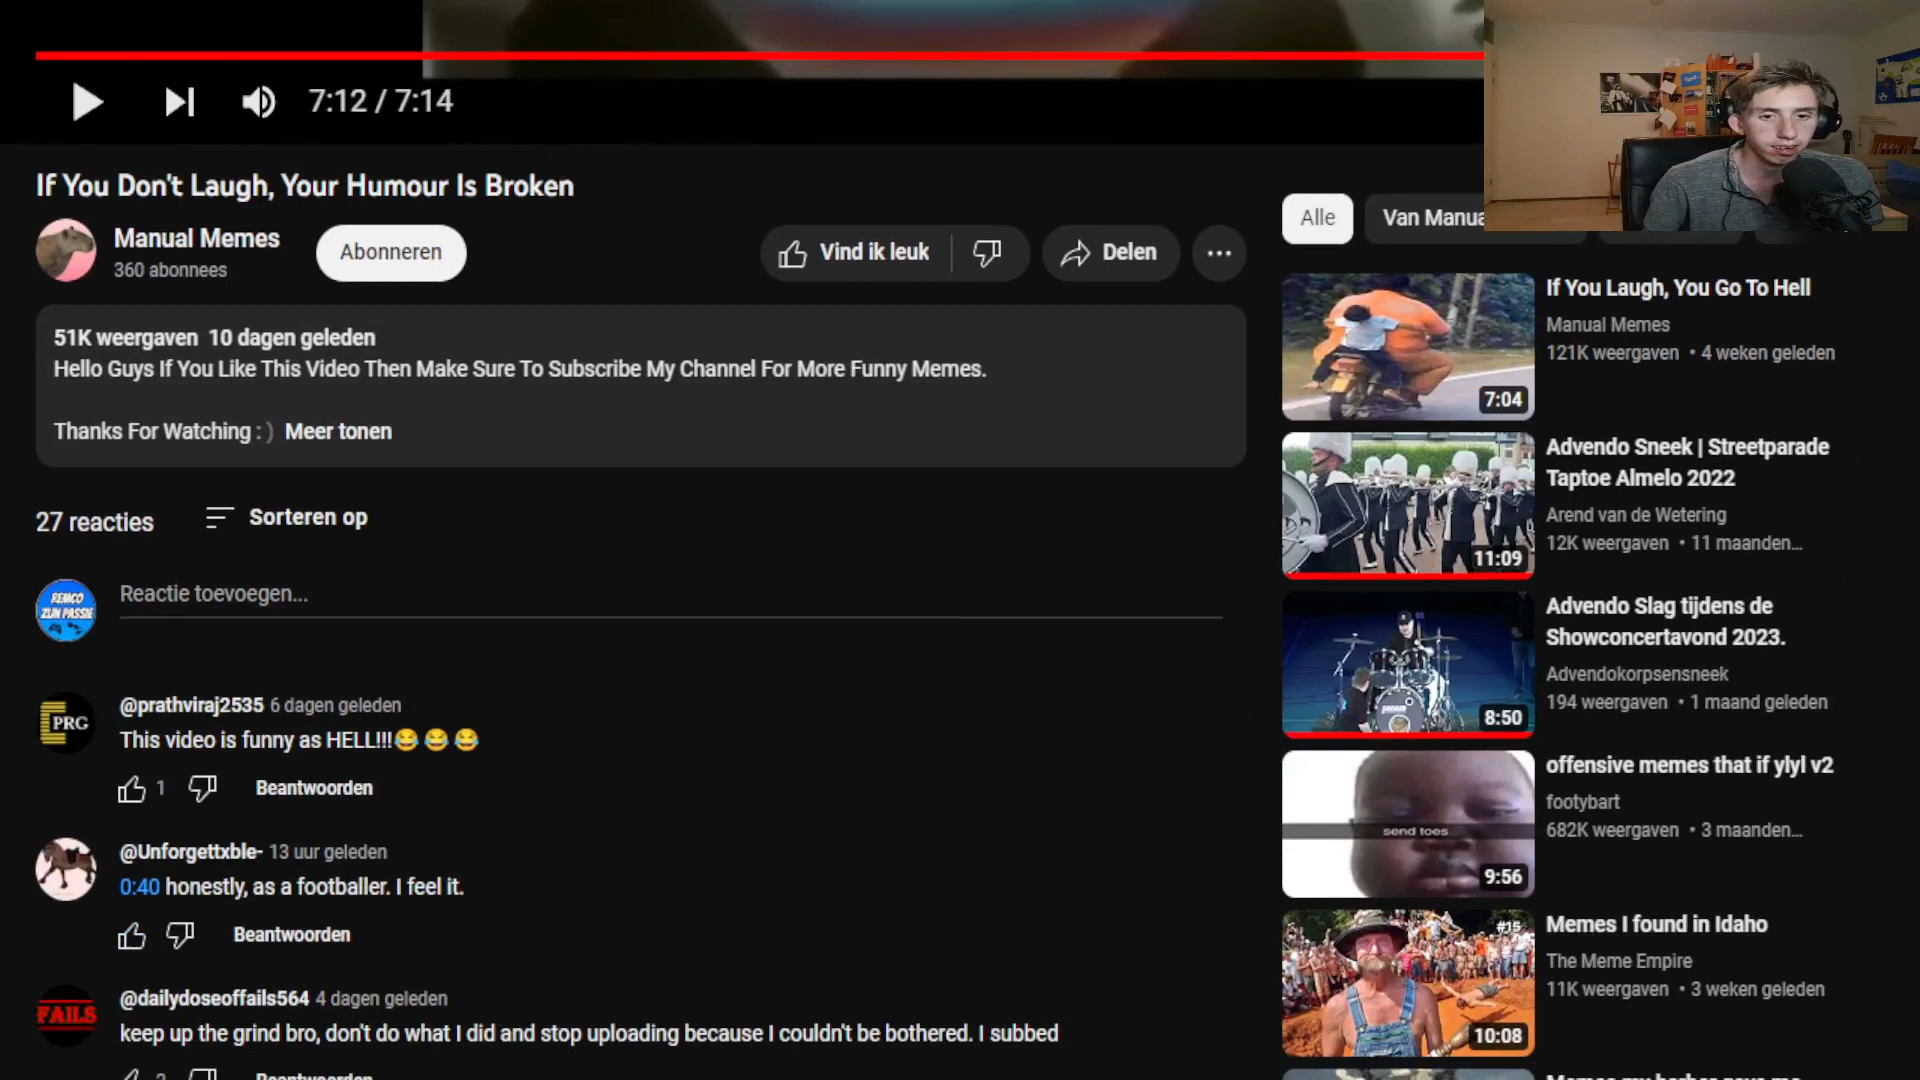 7:12 / 7:14
If You Don't Laugh, Your Humour Is Broken
Manual Memes
360 abonnees
Abonneren
Vind ik leuk
Delen
51K weergaven 10 dagen geleden
Hello Guys If You Like This Video Then Make Sure To Subscribe My Channel For More Funny Memes.
Thanks For Watching : ) Meer tonen
27 reacties
Sorteren op
REMCO
ZIJN PASSIE
Reactie toevoegen...
PRG
@prathviraj2535 6 dagen geleden
This video is funny as HELL!!!😂😂😂
1
Beantwoorden
@Unforgettxble- 13 uur geleden
0:40 honestly, as a footballer. I feel it.
Beantwoorden
FAILS
@dailydoseoffails564 4 dagen geleden
keep up the grind bro, don't do what I did and stop uploading because I couldn't be bothered. I subbed
Beantwoorden
Alle
Van Manua
7:04
If You Laugh, You Go To Hell
Manual Memes
121K weergaven • 4 weken geleden
11:09
Advendo Sneek | Streetparade
Taptoe Almelo 2022
Arend van de Wetering
12K weergaven • 11 maanden...
8:50
Advendo Slag tijdens de
Showconcertavond 2023.
Advendokorpsensneek
194 weergaven • 1 maand geleden
send toes
9:56
offensive memes that if ylyl v2
footybart
682K weergaven • 3 maanden...
#15
10:08
Memes I found in Idaho
The Meme Empire
11K weergaven • 3 weken geleden